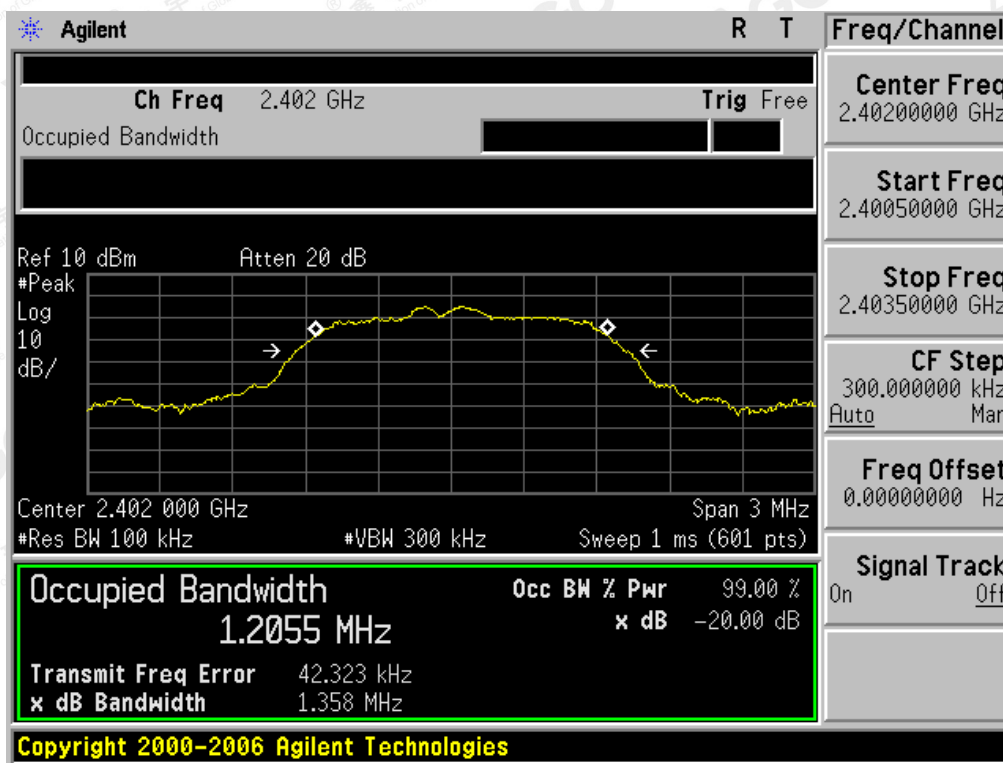 Agilent R T Freq/Channel
Ch Freq 2.402 GHz Trig Free
Occupied Bandwidth
Center Freq
2.40200000 GHz
Start Freq
2.40050000 GHz
Stop Freq
2.40350000 GHz
CF Step
300.000000 kHz
Auto Man
Freq Offset
0.00000000 Hz
Signal Track
On Off
Ref 10 dBm Atten 20 dB
#Peak
Log
10
dB/
Center 2.402 000 GHz Span 3 MHz
#Res BW 100 kHz #VBW 300 kHz Sweep 1 ms (601 pts)
Occupied Bandwidth Occ BW % Pwr 99.00 %
1.2055 MHz x dB -20.00 dB
Transmit Freq Error 42.323 kHz
x dB Bandwidth 1.358 MHz
Copyright 2000-2006 Agilent Technologies